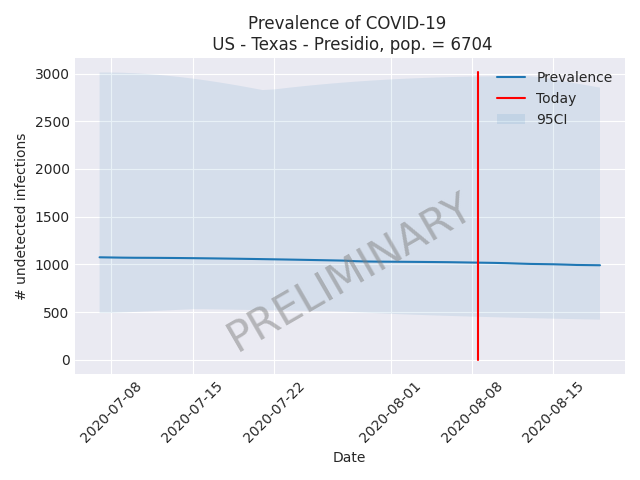 Prevalence of COVID-19
US - Texas - Presidio, pop. = 6704
3000
2500
2000
1500
1000
500
0
# undetected infections
Prevalence
Today
95CI
PRELIMINARY
2020-07-08
2020-07-15
2020-07-22
2020-08-01
2020-08-08
2020-08-15
Date